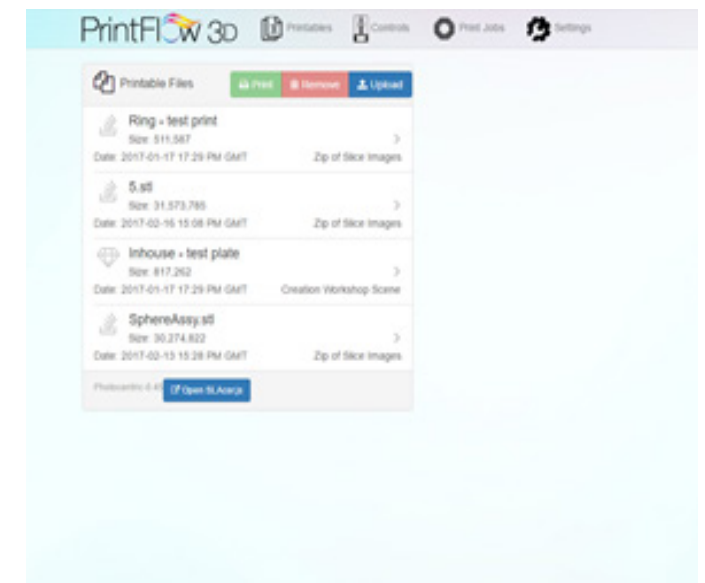 PrintFlow 3D Printables Controls Print Jobs Settings
Printable Files Print Remove Upload
Ring - test print
Size: 511,587
Date: 2017-01-17 17:29 PM GMT Zip of Slice Images
5.stl
Size: 31,573,785
Date: 2017-02-16 15:08 PM GMT Zip of Slice Images
Inhouse - test plate
Size: 817,262
Date: 2017-01-17 17:29 PM GMT Creation Workshop Scene
SphereAssy.stl
Size: 30,274,822
Date: 2017-02-13 15:28 PM GMT Zip of Slice Images
Photocentric Open SLAcer.js